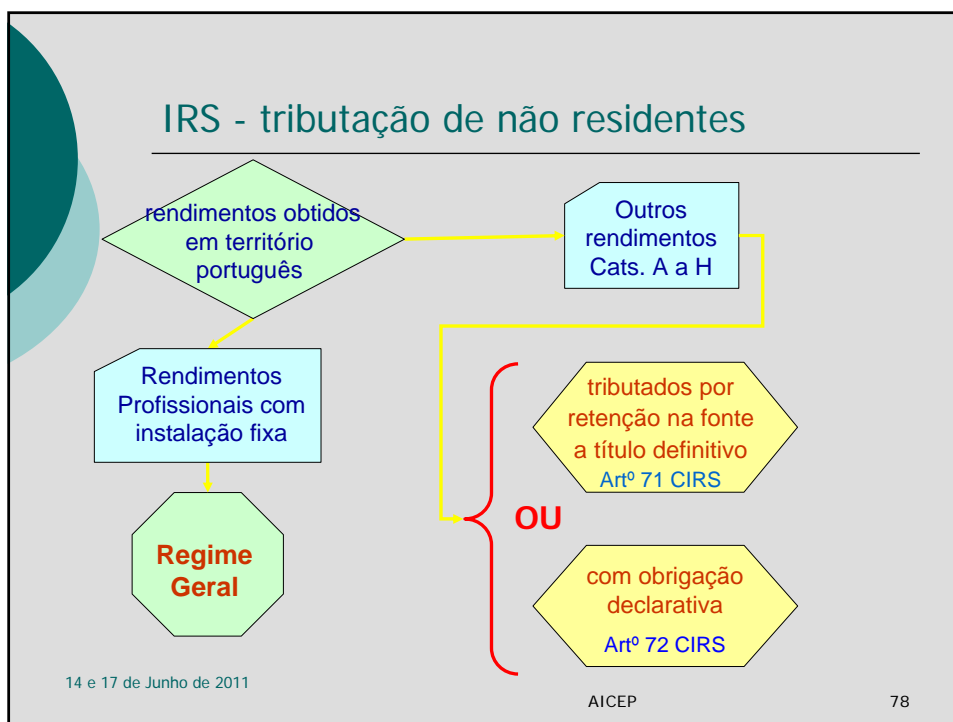 IRS - tributação de não residentes
rendimentos obtidos
em território
português
Outros
rendimentos
Cats. A a H
Rendimentos
Profissionais com
instalação fixa
Regime
Geral
tributados por
retenção na fonte
a título definitivo
Artº 71 CIRS
OU
com obrigação
declarativa
Artº 72 CIRS
14 e 17 de Junho de 2011
AICEP
78